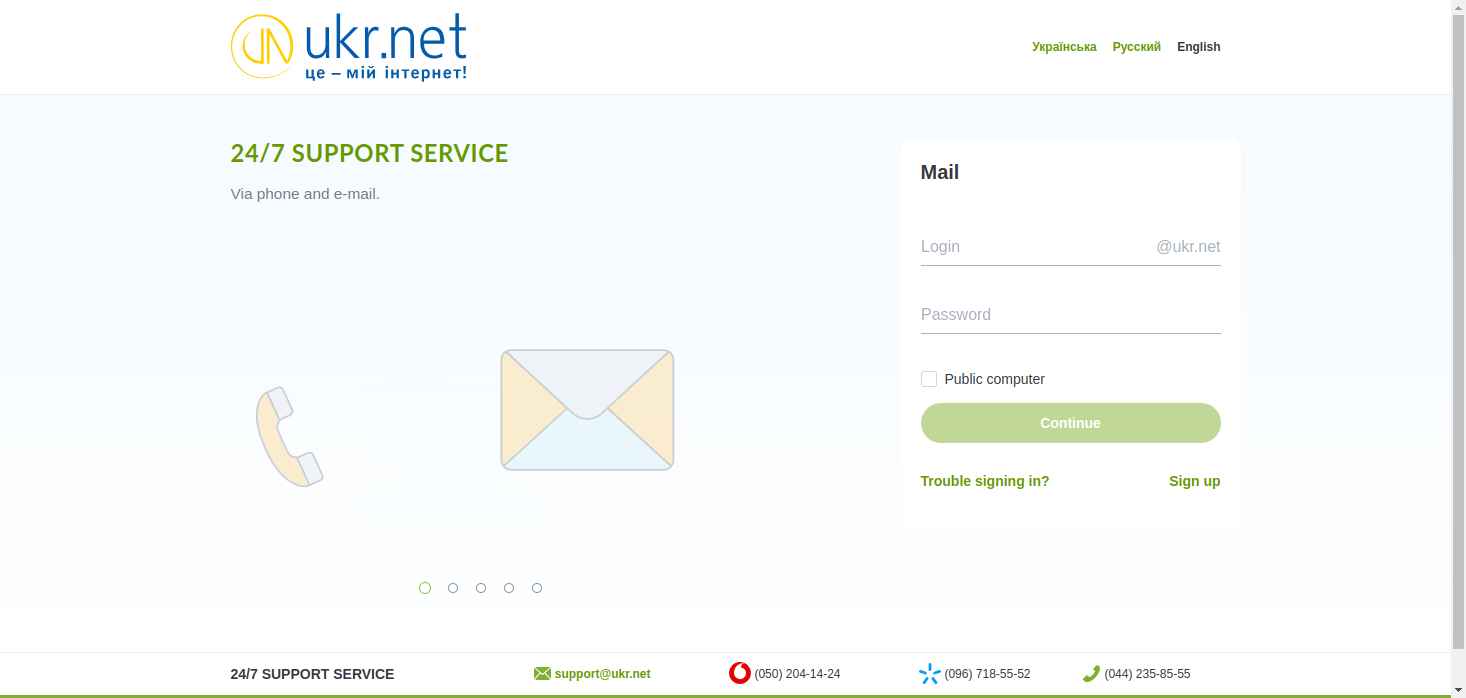 ukr.net
це – мій інтернет!
Українська Русский English
24/7 SUPPORT SERVICE
Via phone and e-mail.
Mail
Login @ukr.net
Password
Public computer
Continue
Trouble signing in? Sign up
24/7 SUPPORT SERVICE support@ukr.net (050) 204-14-24 (096) 718-55-52 (044) 235-85-55